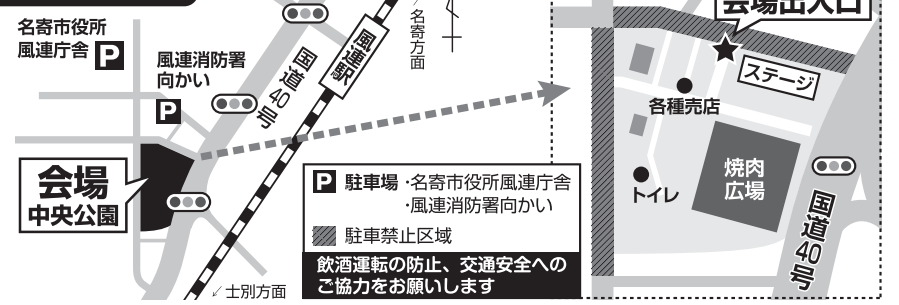 名寄市役所
風連庁舎 P
風連消防署
向かい
P
国道40号
風連駅
↑名寄方面
会場
中央公園
P 駐車場・名寄市役所風連庁舎
・風連消防署向かい
駐車禁止区域
飲酒運転の防止、交通安全への
ご協力をお願いします
↙士別方面
会場出入口
ステージ
各種売店
焼肉
広場
トイレ
国道40号